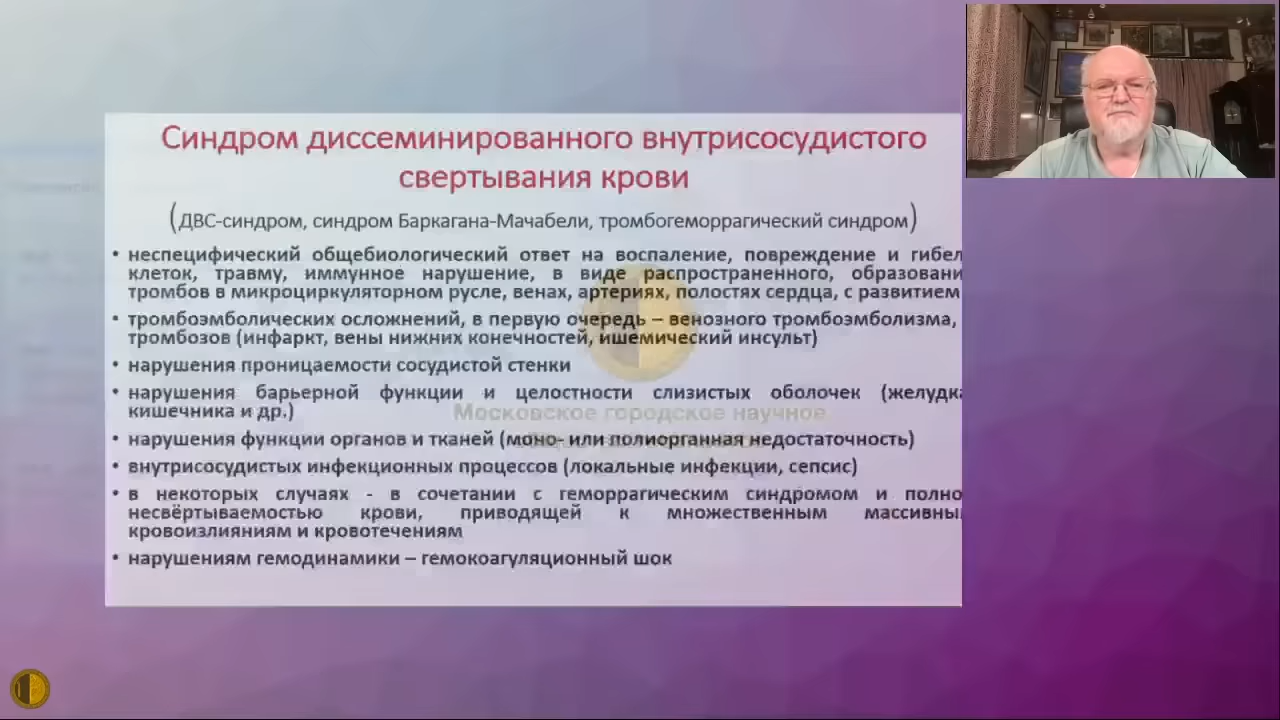 Синдром диссеминированного внутрисосудистого
свертывания крови
(ДВС-синдром, синдром Баркагана-Мачабели, тромбогеморрагический синдром)
• неспецифический общебиологический ответ на воспаление, повреждение и гибел
клеток, травму, иммунное нарушение, в виде распространенного, образовани
тромбов в микроциркуляторном русле, венах, артериях, полостях сердца, с развитием
• тромбоэмболических осложнений, в первую очередь – венозного тромбоэмболизма,
тромбозов (инфаркт, вены нижних конечностей, ишемический инсульт)
• нарушения проницаемости сосудистой стенки
• нарушения барьерной функции и целостности слизистых оболочек (желудка
кишечника и др.)
Московское городское научное
• нарушения функции органов и тканей (моно- или полиорганная недостаточность)
• внутрисосудистых инфекционных процессов (локальные инфекции, сепсис)
• в некоторых случаях - в сочетании с геморрагическим синдромом и полно
несвёртываемостью крови, приводящей к множественным массивны
кровоизлияниям и кровотечениям
• нарушениям гемодинамики – гемокоагуляционный шок